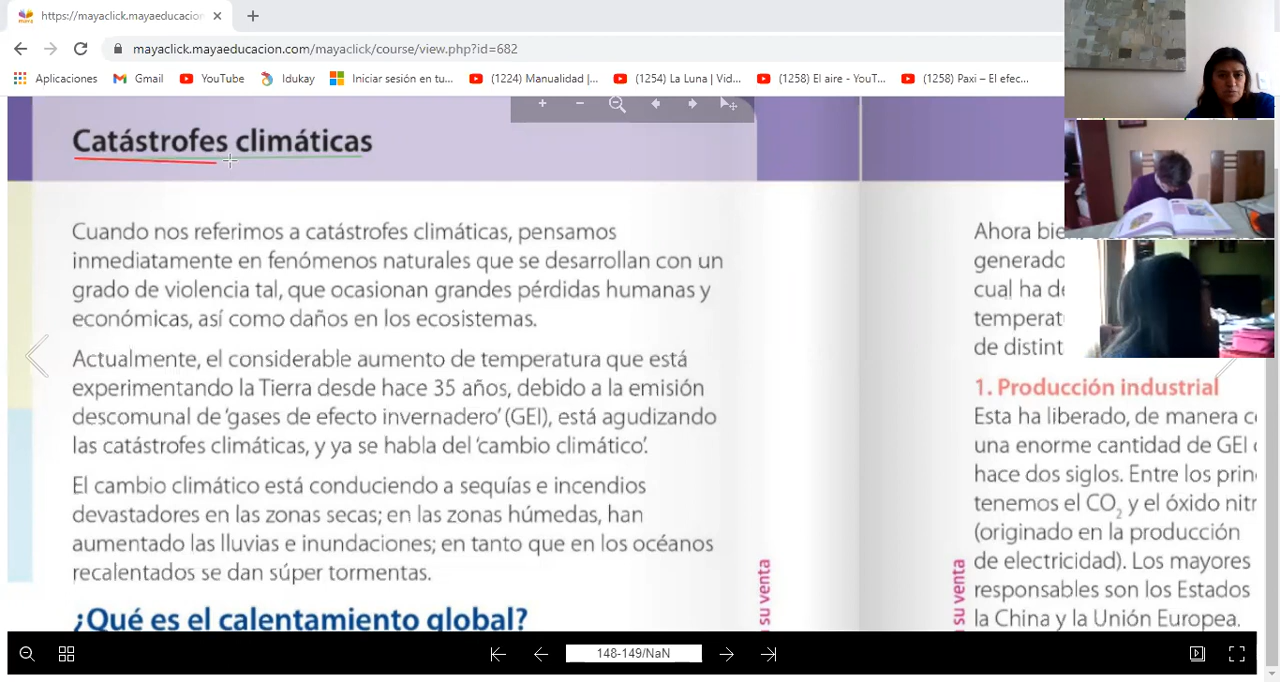 https://mayaclick.mayaeducacion
mayaclick.mayaeducacion.com/mayaclick/course/view.php?id=682
Aplicaciones Gmail YouTube Idukay Iniciar sesión en tu... (1224) Manualidad |... (1254) La Luna | Vid... (1258) El aire - YouT... (1258) Paxi – El efec...
Catástrofes climáticas
Cuando nos referimos a catástrofes climáticas, pensamos
inmediatamente en fenómenos naturales que se desarrollan con un
grado de violencia tal, que ocasionan grandes pérdidas humanas y
económicas, así como daños en los ecosistemas.
Actualmente, el considerable aumento de temperatura que está
experimentando la Tierra desde hace 35 años, debido a la emisión
descomunal de ‘gases de efecto invernadero’ (GEI), está agudizando
las catástrofes climáticas, y ya se habla del ‘cambio climático’.
El cambio climático está conduciendo a sequías e incendios
devastadores en las zonas secas; en las zonas húmedas, han
aumentado las lluvias e inundaciones; en tanto que en los océanos
recalentados se dan súper tormentas.
¿Qué es el calentamiento global?
su venta
Ahora
generado
cual ha
de
1. Producción industrial
Esta ha liberado, de manera
una enorme cantidad de GEI
hace dos siglos. Entre los
tenemos el CO₂ y el óxido
(originado en la producción
de electricidad). Los mayores
responsables son los Estados
la China y la Unión Europea.
su venta
148-149/NaN